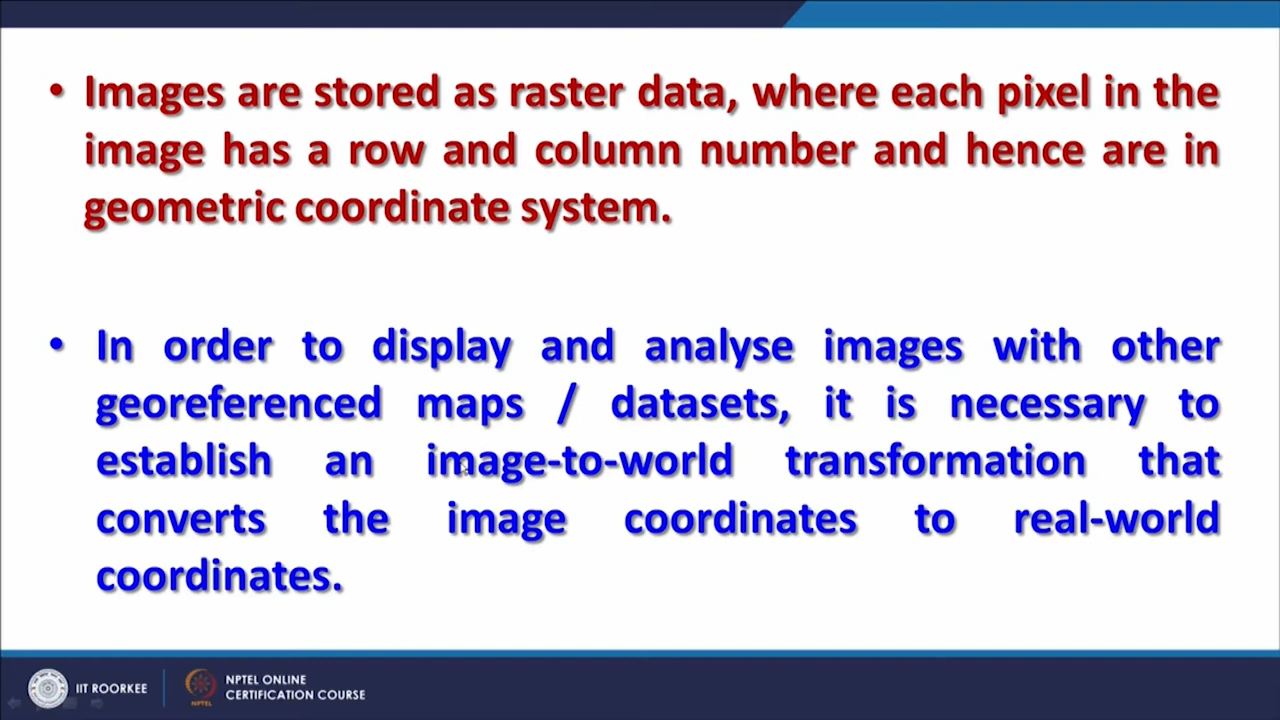 • Images are stored as raster data, where each pixel in the
image has a row and column number and hence are in
geometric coordinate system.
• In order to display and analyse images with other
georeferenced maps / datasets, it is necessary to
establish an image-to-world transformation that
converts the image coordinates to real-world
coordinates.
IIT ROORKEE
NPTEL
NPTEL ONLINE
CERTIFICATION COURSE